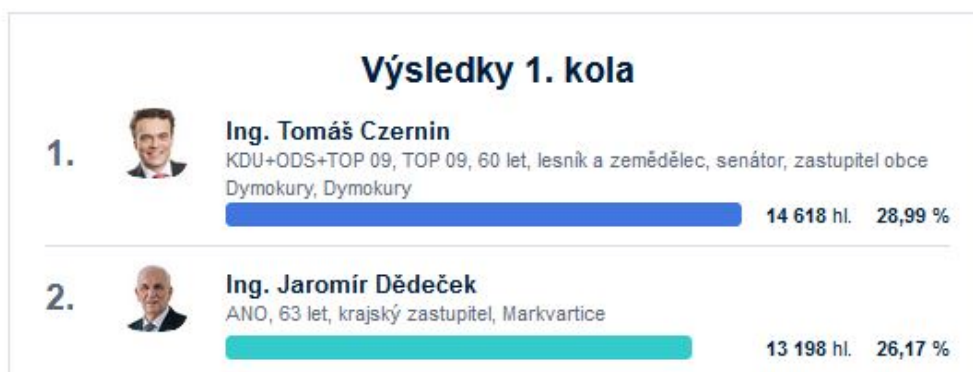 Výsledky 1. kola
1.
Ing. Tomáš Czernin
KDU+ODS+TOP 09, TOP 09, 60 let, lesník a zemědělec, senátor, zastupitel obce
Dymokury, Dymokury
14 618 hl. 28,99 %
2.
Ing. Jaromír Dědeček
ANO, 63 let, krajský zastupitel, Markvartice
13 198 hl. 26,17 %